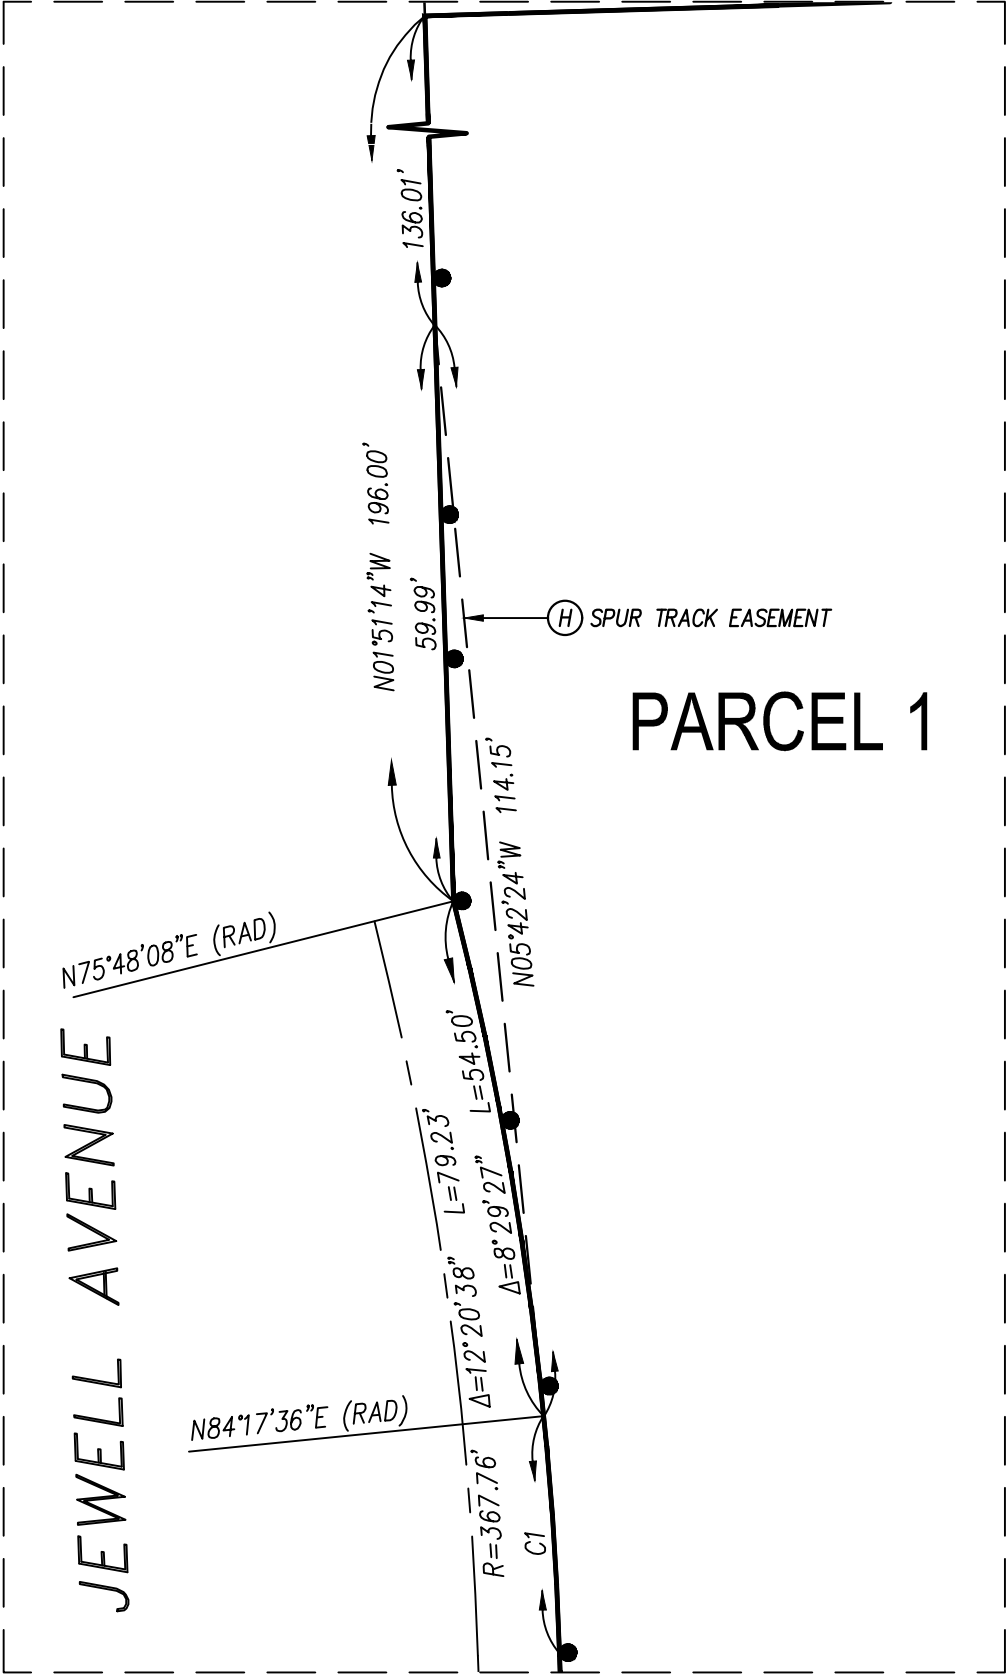 136.01'
N01°51'14"W 196.00'
59.99'
H SPUR TRACK EASEMENT
PARCEL 1
N05°42'24"W 114.15'
N75°48'08"E (RAD)
L=54.50'
Δ=8°29'27"
Δ=12°20'38" L=79.23'
JEWELL AVENUE
N84°17'36"E (RAD)
R=367.76'
C1